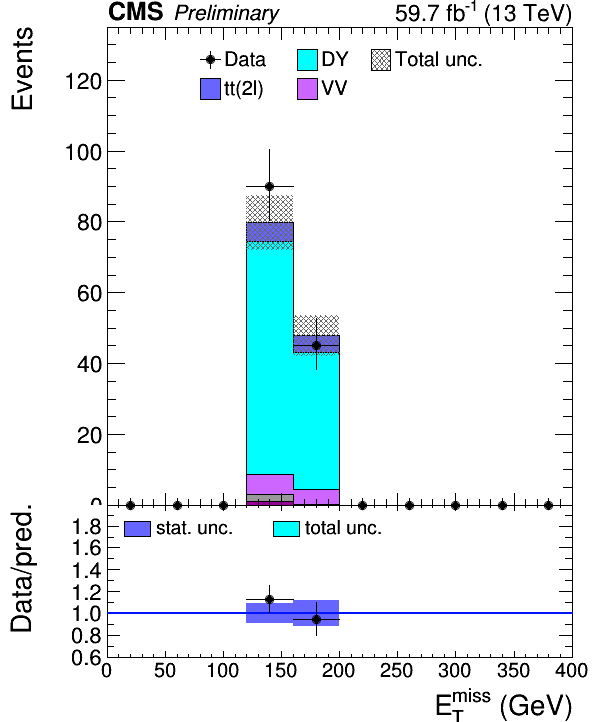 CMS Preliminary 59.7 fb⁻¹ (13 TeV)
Events
Data DY Total unc.
tt(2l) VV
120
100
80
60
40
20
0
Data/pred.
stat. unc. total unc.
1.8
1.6
1.4
1.2
1.0
0.8
0.6
0 50 100 150 200 250 300 350 400
E_T^miss (GeV)